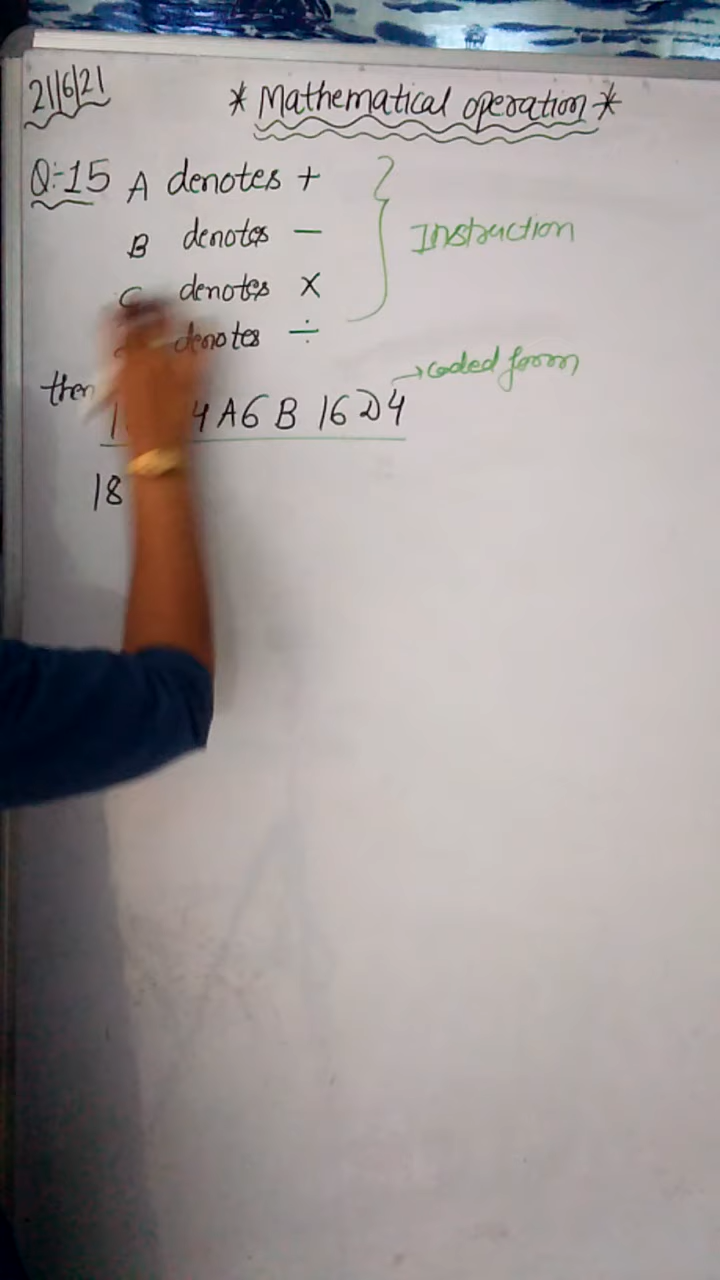 21/6/21
* Mathematical operation *
Q:-15 A denotes +
B denotes −
C denotes ×
denotes ÷
Instruction
→ coded form
then
4 A 6 B 16 D 4
18